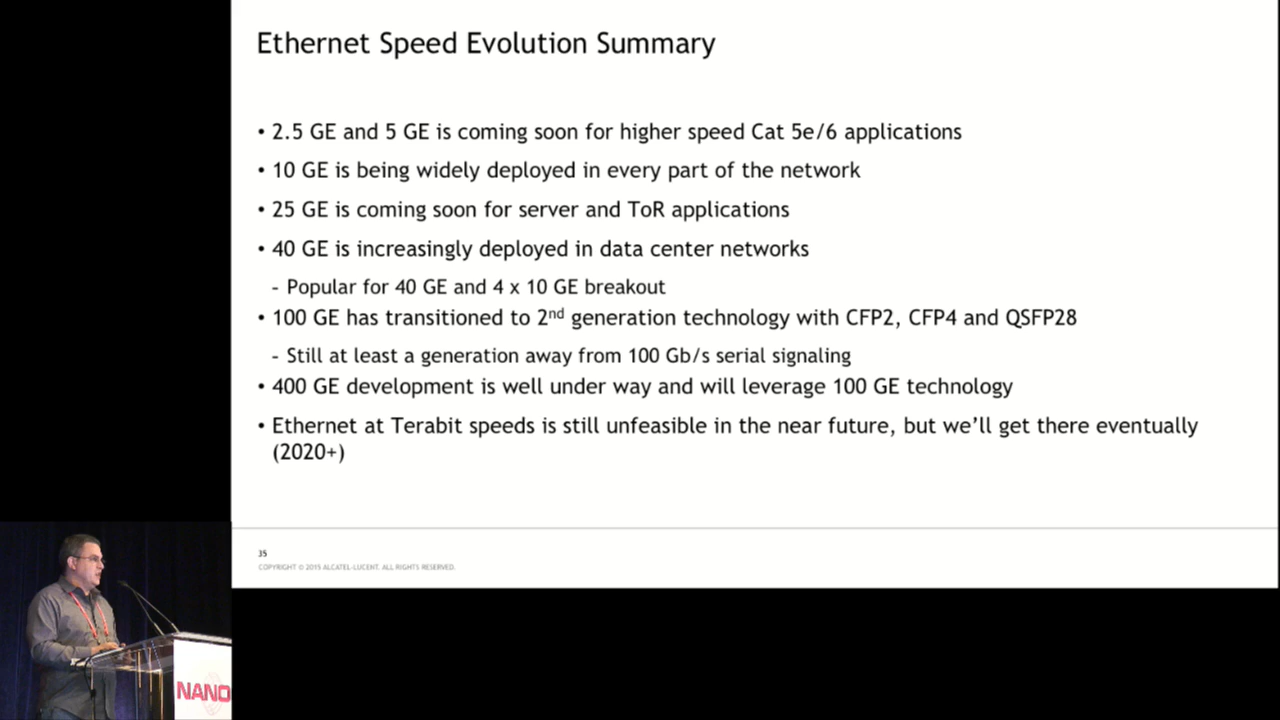 Ethernet Speed Evolution Summary
• 2.5 GE and 5 GE is coming soon for higher speed Cat 5e/6 applications
• 10 GE is being widely deployed in every part of the network
• 25 GE is coming soon for server and ToR applications
• 40 GE is increasingly deployed in data center networks
- Popular for 40 GE and 4 x 10 GE breakout
• 100 GE has transitioned to 2nd generation technology with CFP2, CFP4 and QSFP28
- Still at least a generation away from 100 Gb/s serial signaling
• 400 GE development is well under way and will leverage 100 GE technology
• Ethernet at Terabit speeds is still unfeasible in the near future, but we’ll get there eventually
(2020+)
35
COPYRIGHT © 2015 ALCATEL-LUCENT. ALL RIGHTS RESERVED.
NANO